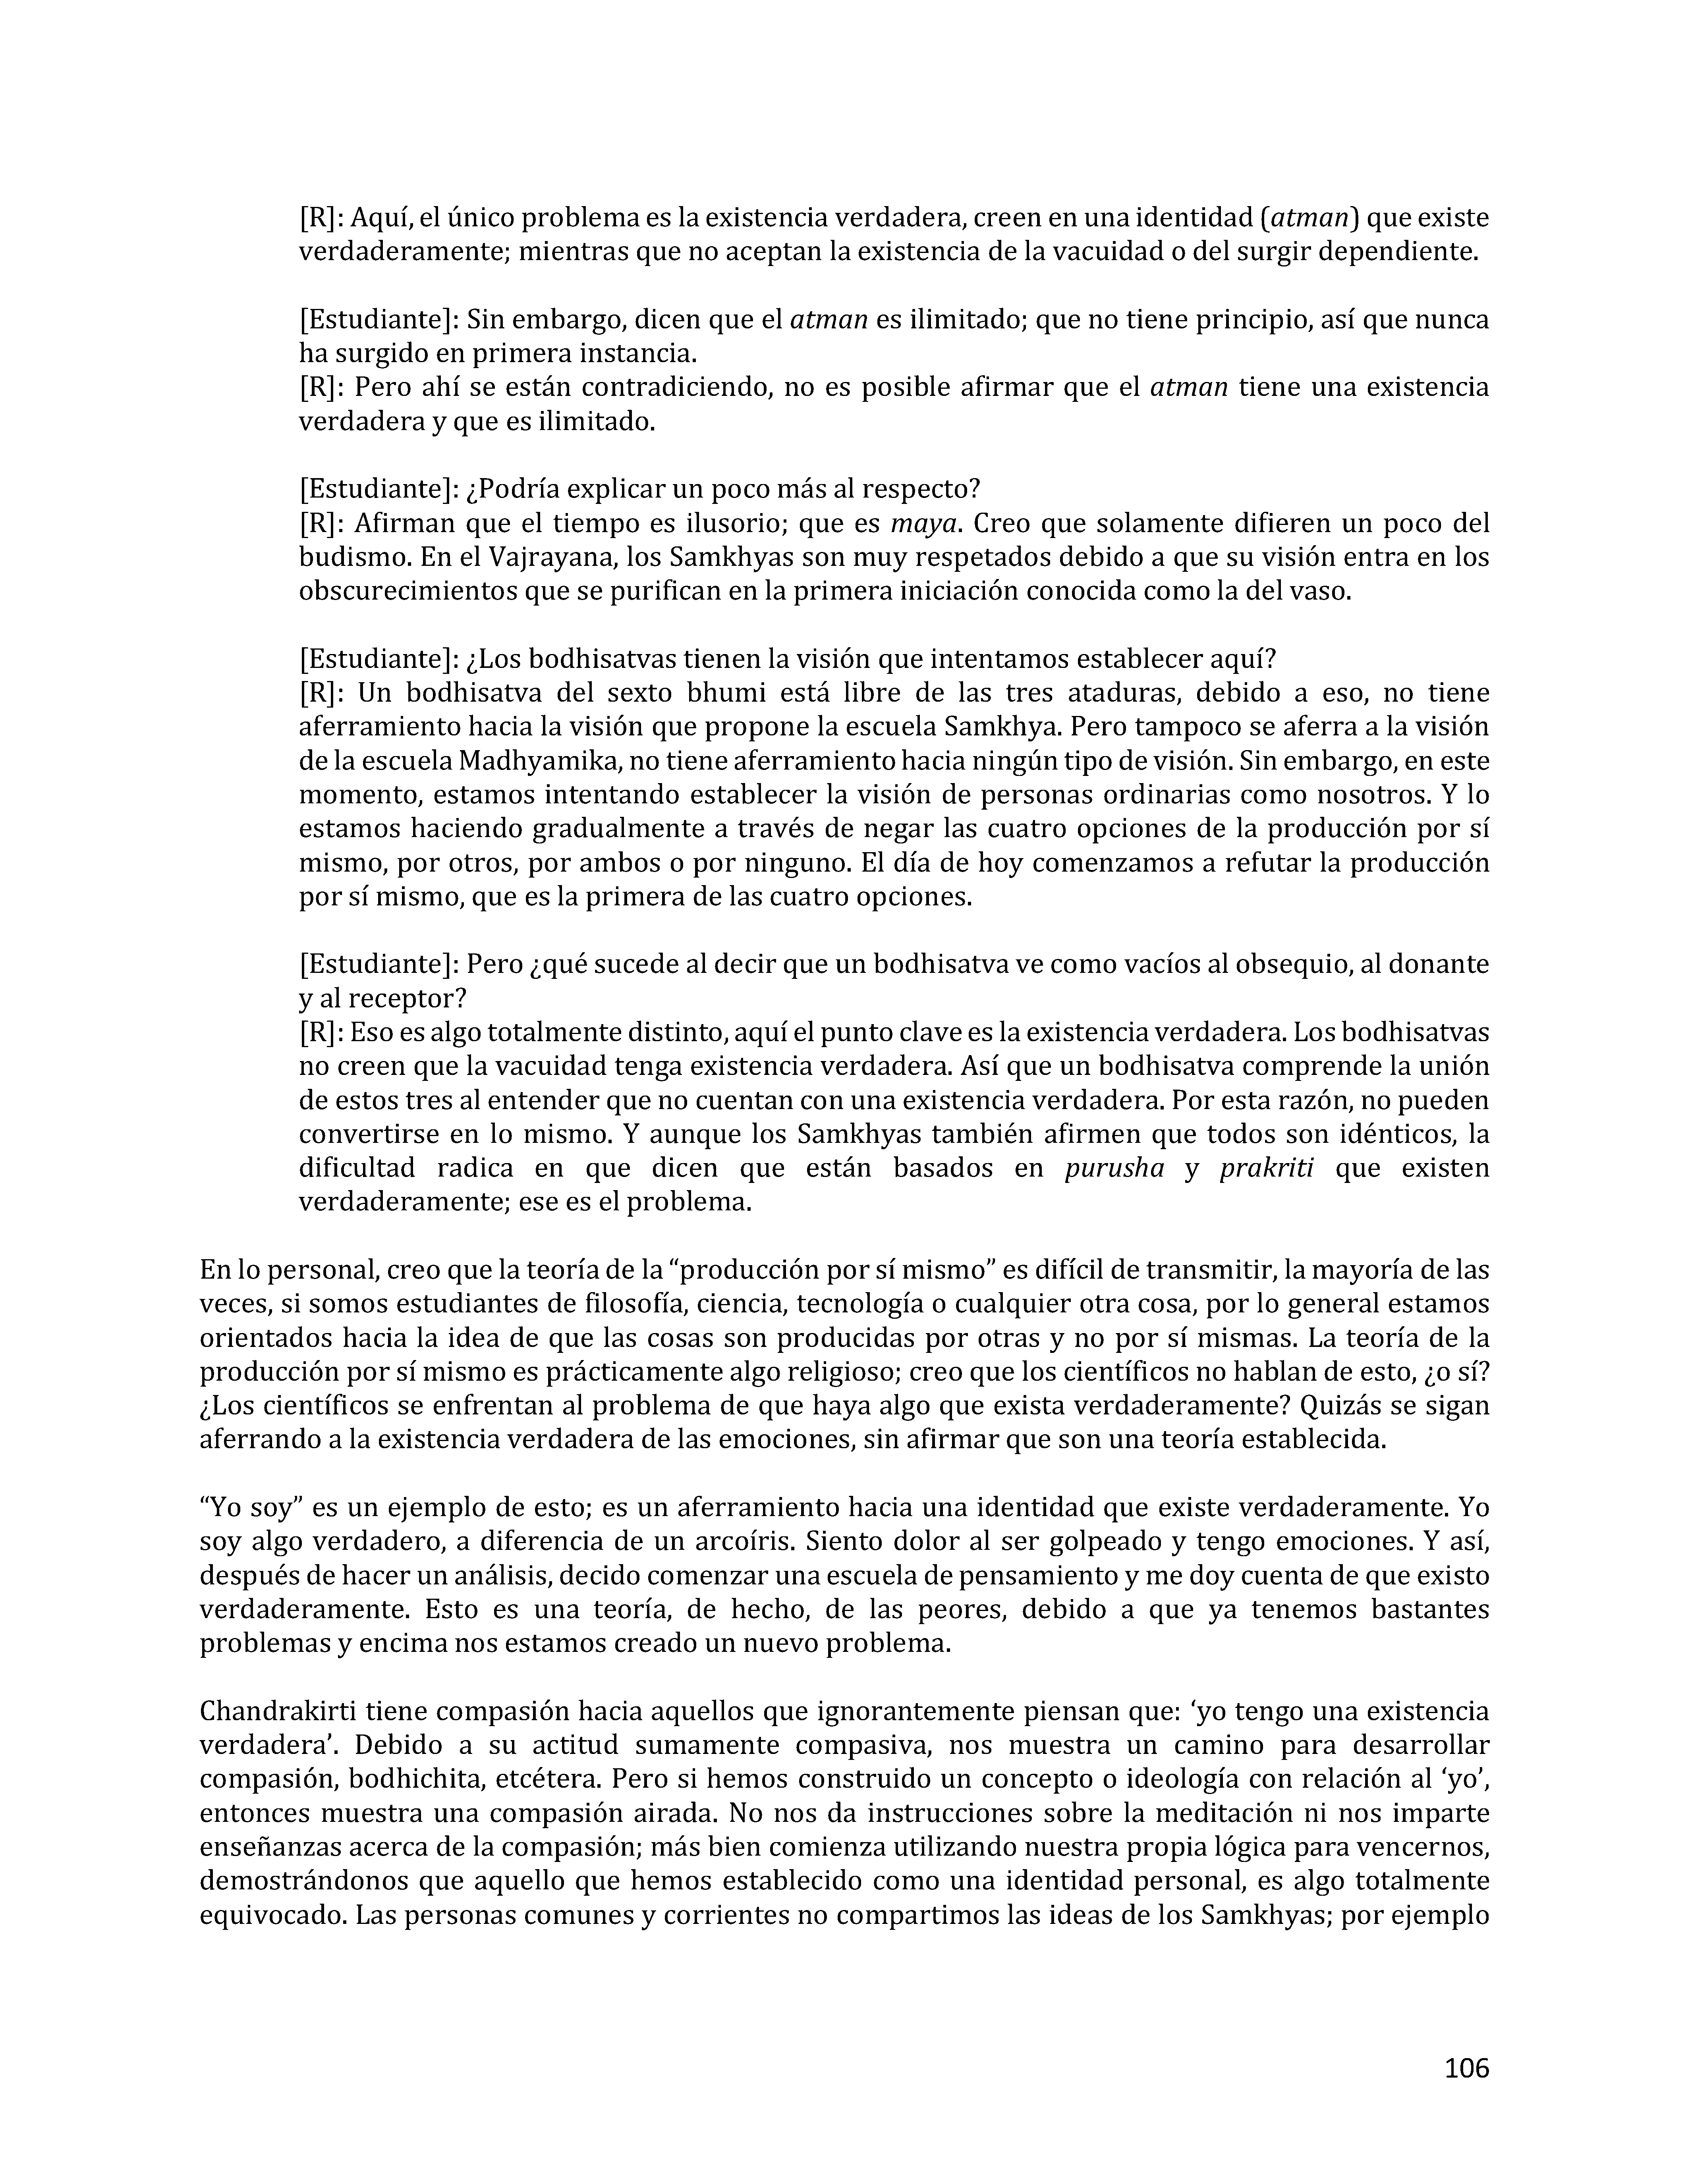 [R]: Aquí, el único problema es la existencia verdadera, creen en una identidad (atman) que existe
verdaderamente; mientras que no aceptan la existencia de la vacuidad o del surgir dependiente.
[Estudiante]: Sin embargo, dicen que el atman es ilimitado; que no tiene principio, así que nunca
ha surgido en primera instancia.
[R]: Pero ahí se están contradiciendo, no es posible afirmar que el atman tiene una existencia
verdadera y que es ilimitado.
[Estudiante]: ¿Podría explicar un poco más al respecto?
[R]: Afirman que el tiempo es ilusorio; que es maya. Creo que solamente difieren un poco del
budismo. En el Vajrayana, los Samkhyas son muy respetados debido a que su visión entra en los
obscurecimientos que se purifican en la primera iniciación conocida como la del vaso.
[Estudiante]: ¿Los bodhisatvas tienen la visión que intentamos establecer aquí?
[R]: Un bodhisatva del sexto bhumi está libre de las tres ataduras, debido a eso, no tiene
aferramiento hacia la visión que propone la escuela Samkhya. Pero tampoco se aferra a la visión
de la escuela Madhyamika, no tiene aferramiento hacia ningún tipo de visión. Sin embargo, en este
momento, estamos intentando establecer la visión de personas ordinarias como nosotros. Y lo
estamos haciendo gradualmente a través de negar las cuatro opciones de la producción por sí
mismo, por otros, por ambos o por ninguno. El día de hoy comenzamos a refutar la producción
por sí mismo, que es la primera de las cuatro opciones.
[Estudiante]: Pero ¿qué sucede al decir que un bodhisatva ve como vacíos al obsequio, al donante
y al receptor?
[R]: Eso es algo totalmente distinto, aquí el punto clave es la existencia verdadera. Los bodhisatvas
no creen que la vacuidad tenga existencia verdadera. Así que un bodhisatva comprende la unión
de estos tres al entender que no cuentan con una existencia verdadera. Por esta razón, no pueden
convertirse en lo mismo. Y aunque los Samkhyas también afirmen que todos son idénticos, la
dificultad radica en que dicen que están basados en purusha y prakriti que existen
verdaderamente; ese es el problema.
En lo personal, creo que la teoría de la “producción por sí mismo” es difícil de transmitir, la mayoría de las
veces, si somos estudiantes de filosofía, ciencia, tecnología o cualquier otra cosa, por lo general estamos
orientados hacia la idea de que las cosas son producidas por otras y no por sí mismas. La teoría de la
producción por sí mismo es prácticamente algo religioso; creo que los científicos no hablan de esto, ¿o sí?
¿Los científicos se enfrentan al problema de que haya algo que exista verdaderamente? Quizás se sigan
aferrando a la existencia verdadera de las emociones, sin afirmar que son una teoría establecida.
“Yo soy” es un ejemplo de esto; es un aferramiento hacia una identidad que existe verdaderamente. Yo
soy algo verdadero, a diferencia de un arcoíris. Siento dolor al ser golpeado y tengo emociones. Y así,
después de hacer un análisis, decido comenzar una escuela de pensamiento y me doy cuenta de que existo
verdaderamente. Esto es una teoría, de hecho, de las peores, debido a que ya tenemos bastantes
problemas y encima nos estamos creado un nuevo problema.
Chandrakirti tiene compasión hacia aquellos que ignorantemente piensan que: ‘yo tengo una existencia
verdadera’. Debido a su actitud sumamente compasiva, nos muestra un camino para desarrollar
compasión, bodhichita, etcétera. Pero si hemos construido un concepto o ideología con relación al ‘yo’,
entonces muestra una compasión airada. No nos da instrucciones sobre la meditación ni nos imparte
enseñanzas acerca de la compasión; más bien comienza utilizando nuestra propia lógica para vencernos,
demostrándonos que aquello que hemos establecido como una identidad personal, es algo totalmente
equivocado. Las personas comunes y corrientes no compartimos las ideas de los Samkhyas; por ejemplo
106